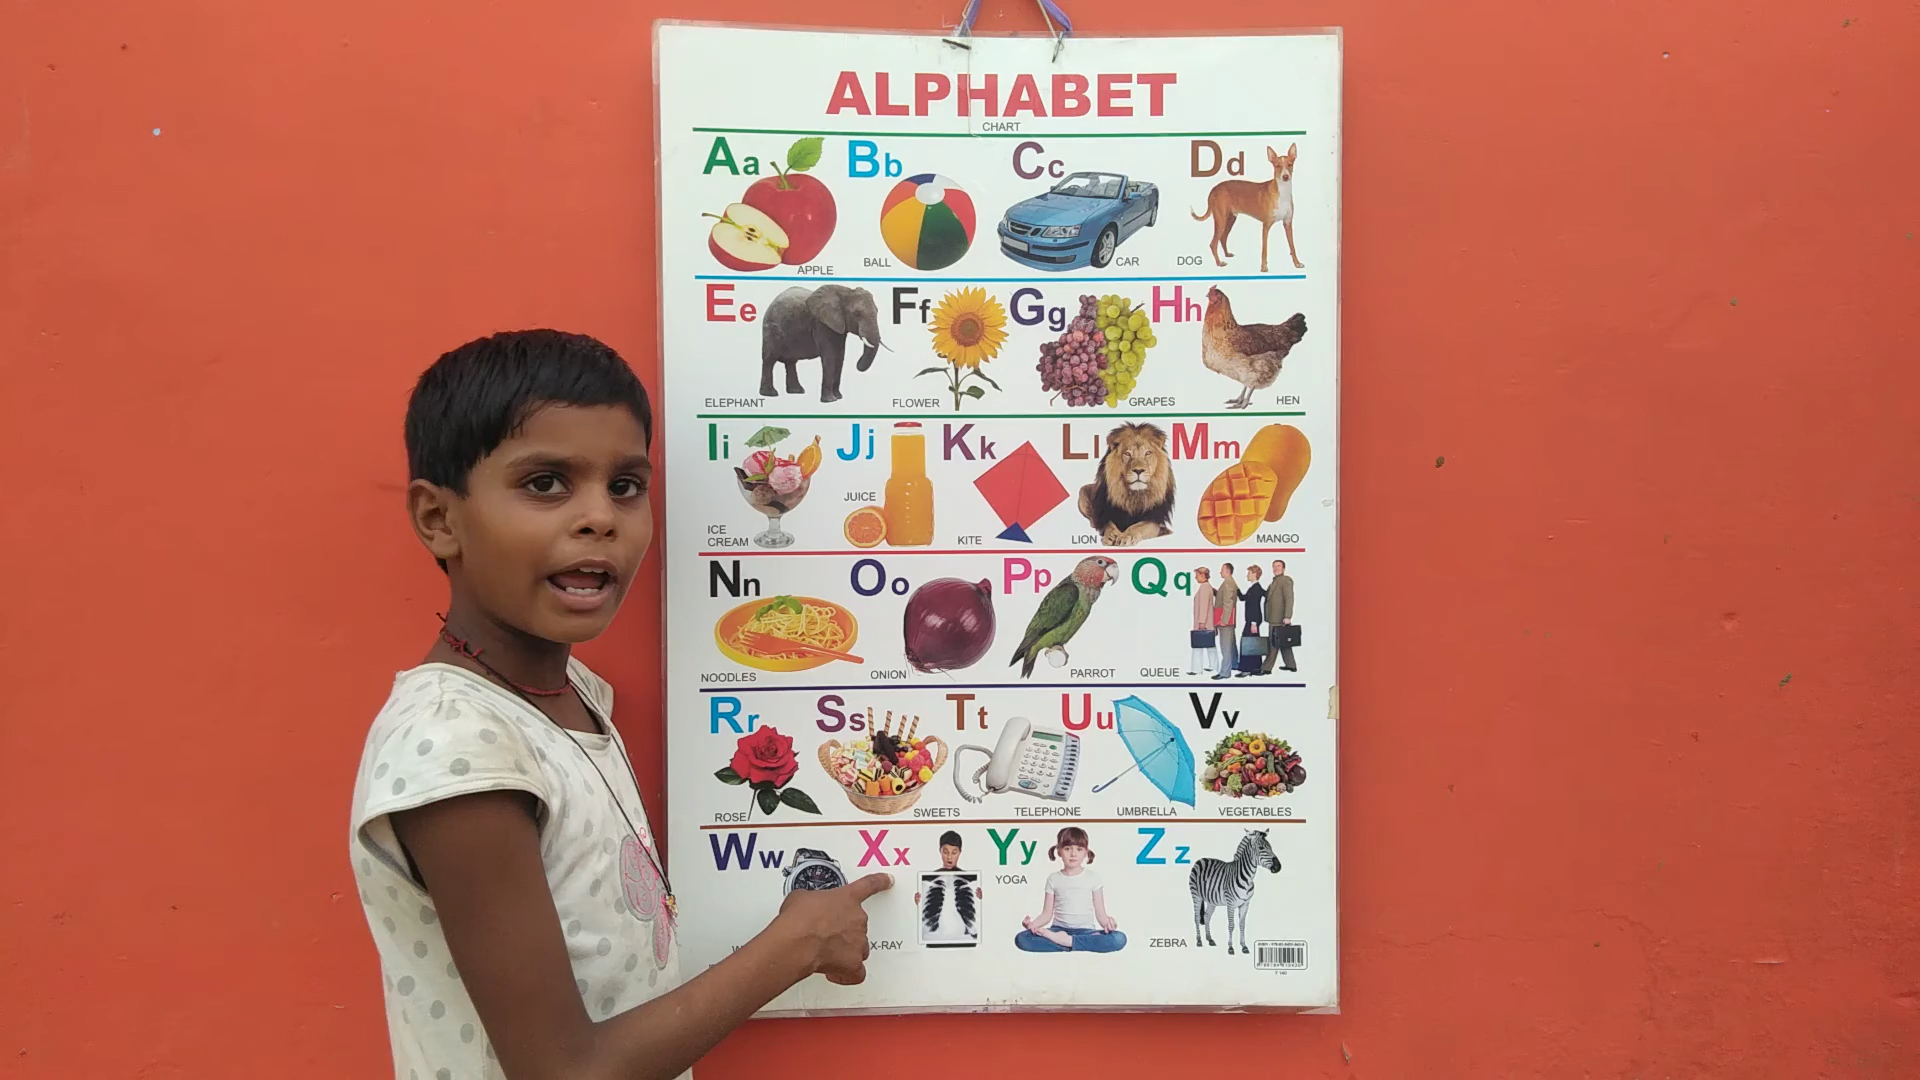 ALPHABET
CHART
Aa Bb Cc Dd
APPLE BALL CAR DOG
Ee Ff Gg Hh
ELEPHANT FLOWER GRAPES HEN
Ii Jj Kk Ll Mm
JUICE
ICE
CREAM KITE LION MANGO
Nn Oo Pp Qq
NOODLES ONION PARROT QUEUE
Rr Ss Tt Uu Vv
ROSE SWEETS TELEPHONE UMBRELLA VEGETABLES
Ww Xx Yy Zz
YOGA
X-RAY ZEBRA